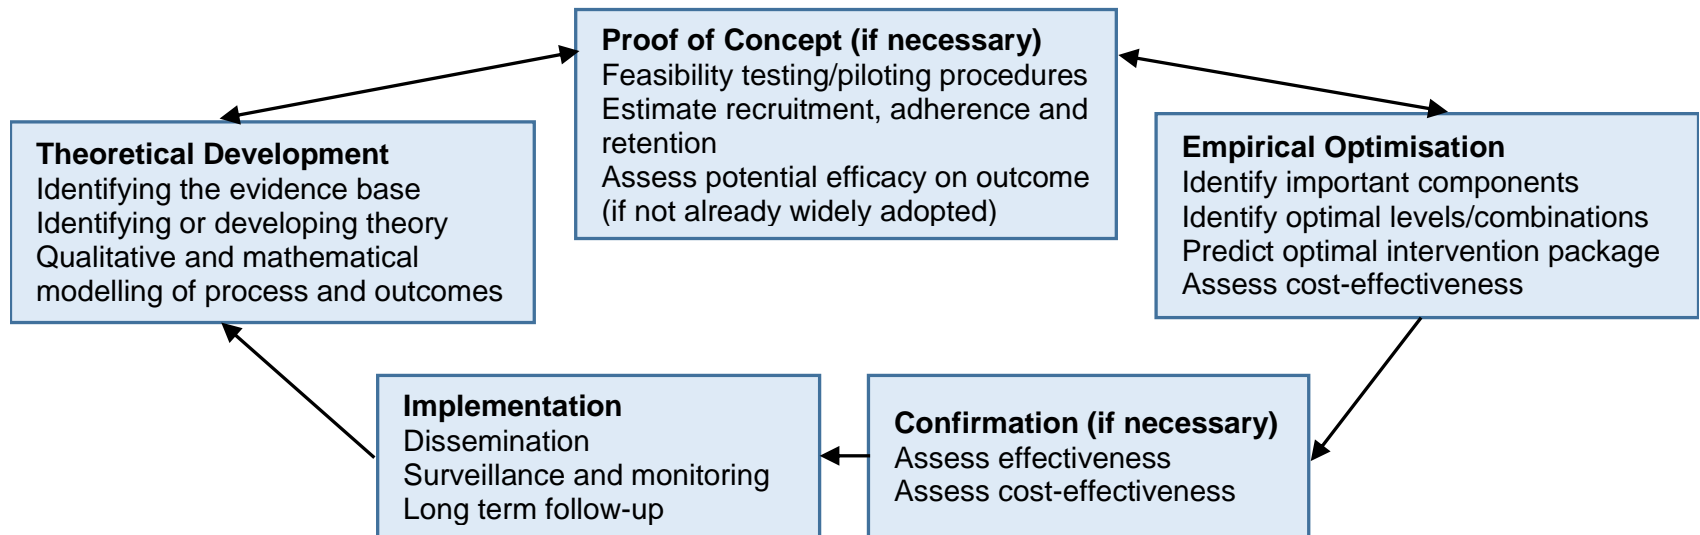 Proof of Concept (if necessary)
Feasibility testing/piloting procedures
Estimate recruitment, adherence and
retention
Assess potential efficacy on outcome
(if not already widely adopted)
Theoretical Development
Identifying the evidence base
Identifying or developing theory
Qualitative and mathematical
modelling of process and outcomes
Empirical Optimisation
Identify important components
Identify optimal levels/combinations
Predict optimal intervention package
Assess cost-effectiveness
Implementation
Dissemination
Surveillance and monitoring
Long term follow-up
Confirmation (if necessary)
Assess effectiveness
Assess cost-effectiveness